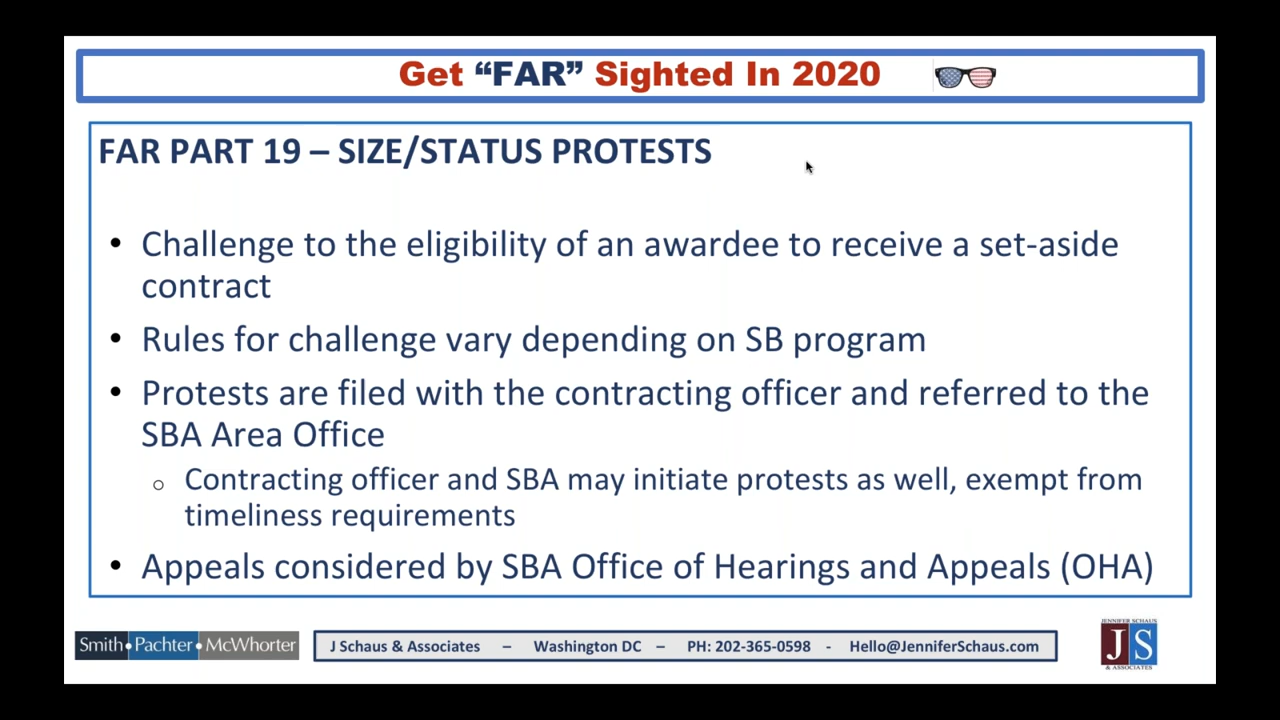 Get “FAR” Sighted In 2020
FAR PART 19 – SIZE/STATUS PROTESTS
• Challenge to the eligibility of an awardee to receive a set-aside
contract
• Rules for challenge vary depending on SB program
• Protests are filed with the contracting officer and referred to the
SBA Area Office
○ Contracting officer and SBA may initiate protests as well, exempt from
timeliness requirements
• Appeals considered by SBA Office of Hearings and Appeals (OHA)
Smith•Pachter•McWhorter
J Schaus & Associates – Washington DC – PH: 202-365-0598 - Hello@JenniferSchaus.com
JENNIFER SCHAUS
JS
& ASSOCIATES